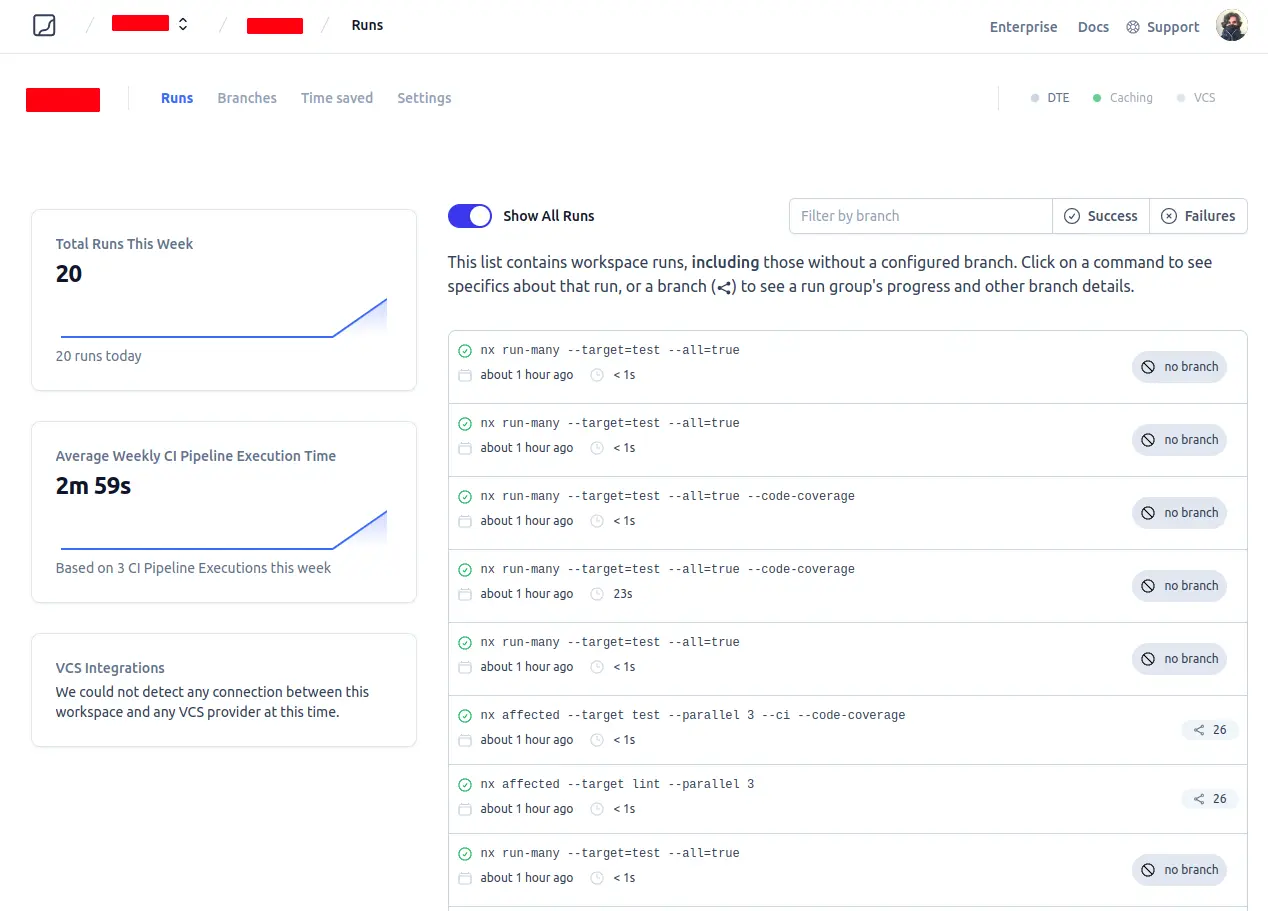 / / / Runs
Enterprise Docs Support
Runs Branches Time saved Settings
DTE Caching VCS
Total Runs This Week
20
20 runs today
Average Weekly CI Pipeline Execution Time
2m 59s
Based on 3 CI Pipeline Executions this week
VCS Integrations
We could not detect any connection between this
workspace and any VCS provider at this time.
Show All Runs
Filter by branch Success Failures
This list contains workspace runs, including those without a configured branch. Click on a command to see
specifics about that run, or a branch ( ) to see a run group's progress and other branch details.
nx run-many --target=test --all=true
about 1 hour ago < 1s
no branch
nx run-many --target=test --all=true
about 1 hour ago < 1s
no branch
nx run-many --target=test --all=true --code-coverage
about 1 hour ago < 1s
no branch
nx run-many --target=test --all=true --code-coverage
about 1 hour ago 23s
no branch
nx run-many --target=test --all=true
about 1 hour ago < 1s
no branch
nx affected --target test --parallel 3 --ci --code-coverage
about 1 hour ago < 1s
26
nx affected --target lint --parallel 3
about 1 hour ago < 1s
26
nx run-many --target=test --all=true
about 1 hour ago < 1s
no branch